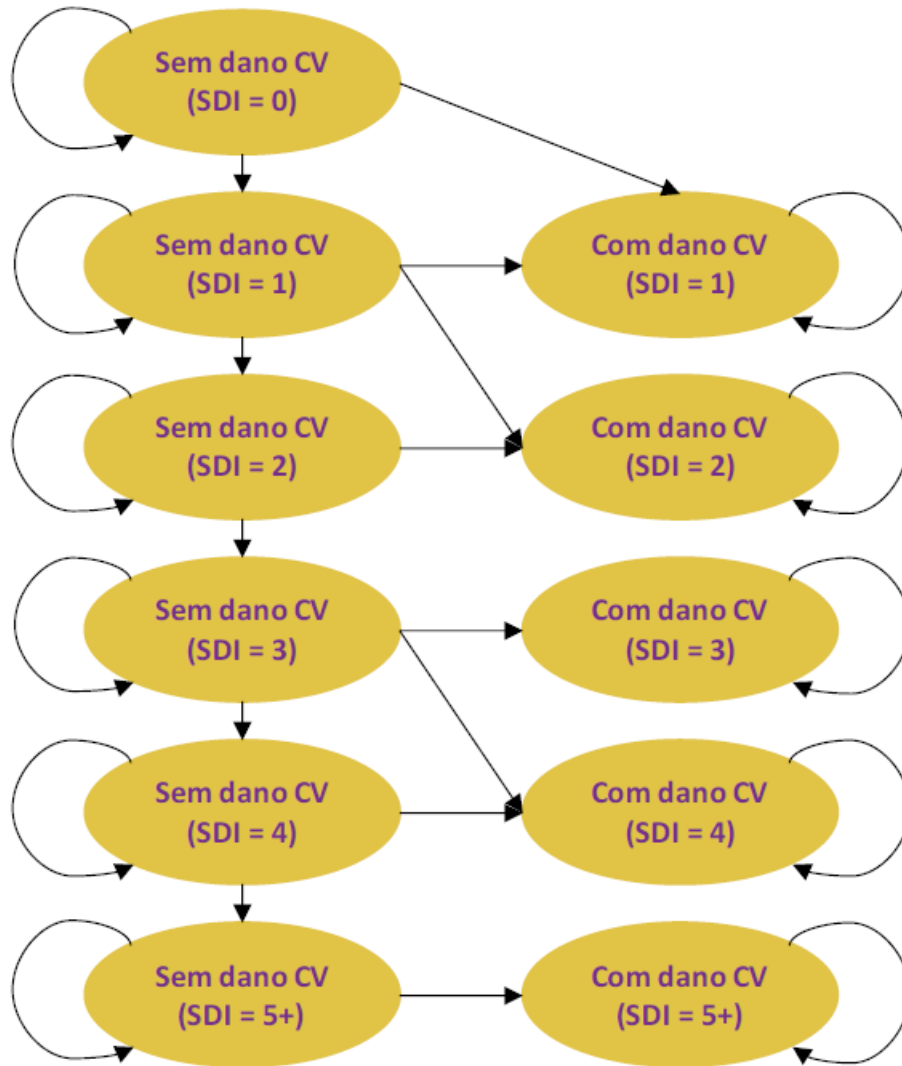 Sem dano CV
(SDI = 0)
Sem dano CV
(SDI = 1)
Com dano CV
(SDI = 1)
Sem dano CV
(SDI = 2)
Com dano CV
(SDI = 2)
Sem dano CV
(SDI = 3)
Com dano CV
(SDI = 3)
Sem dano CV
(SDI = 4)
Com dano CV
(SDI = 4)
Sem dano CV
(SDI = 5+)
Com dano CV
(SDI = 5+)